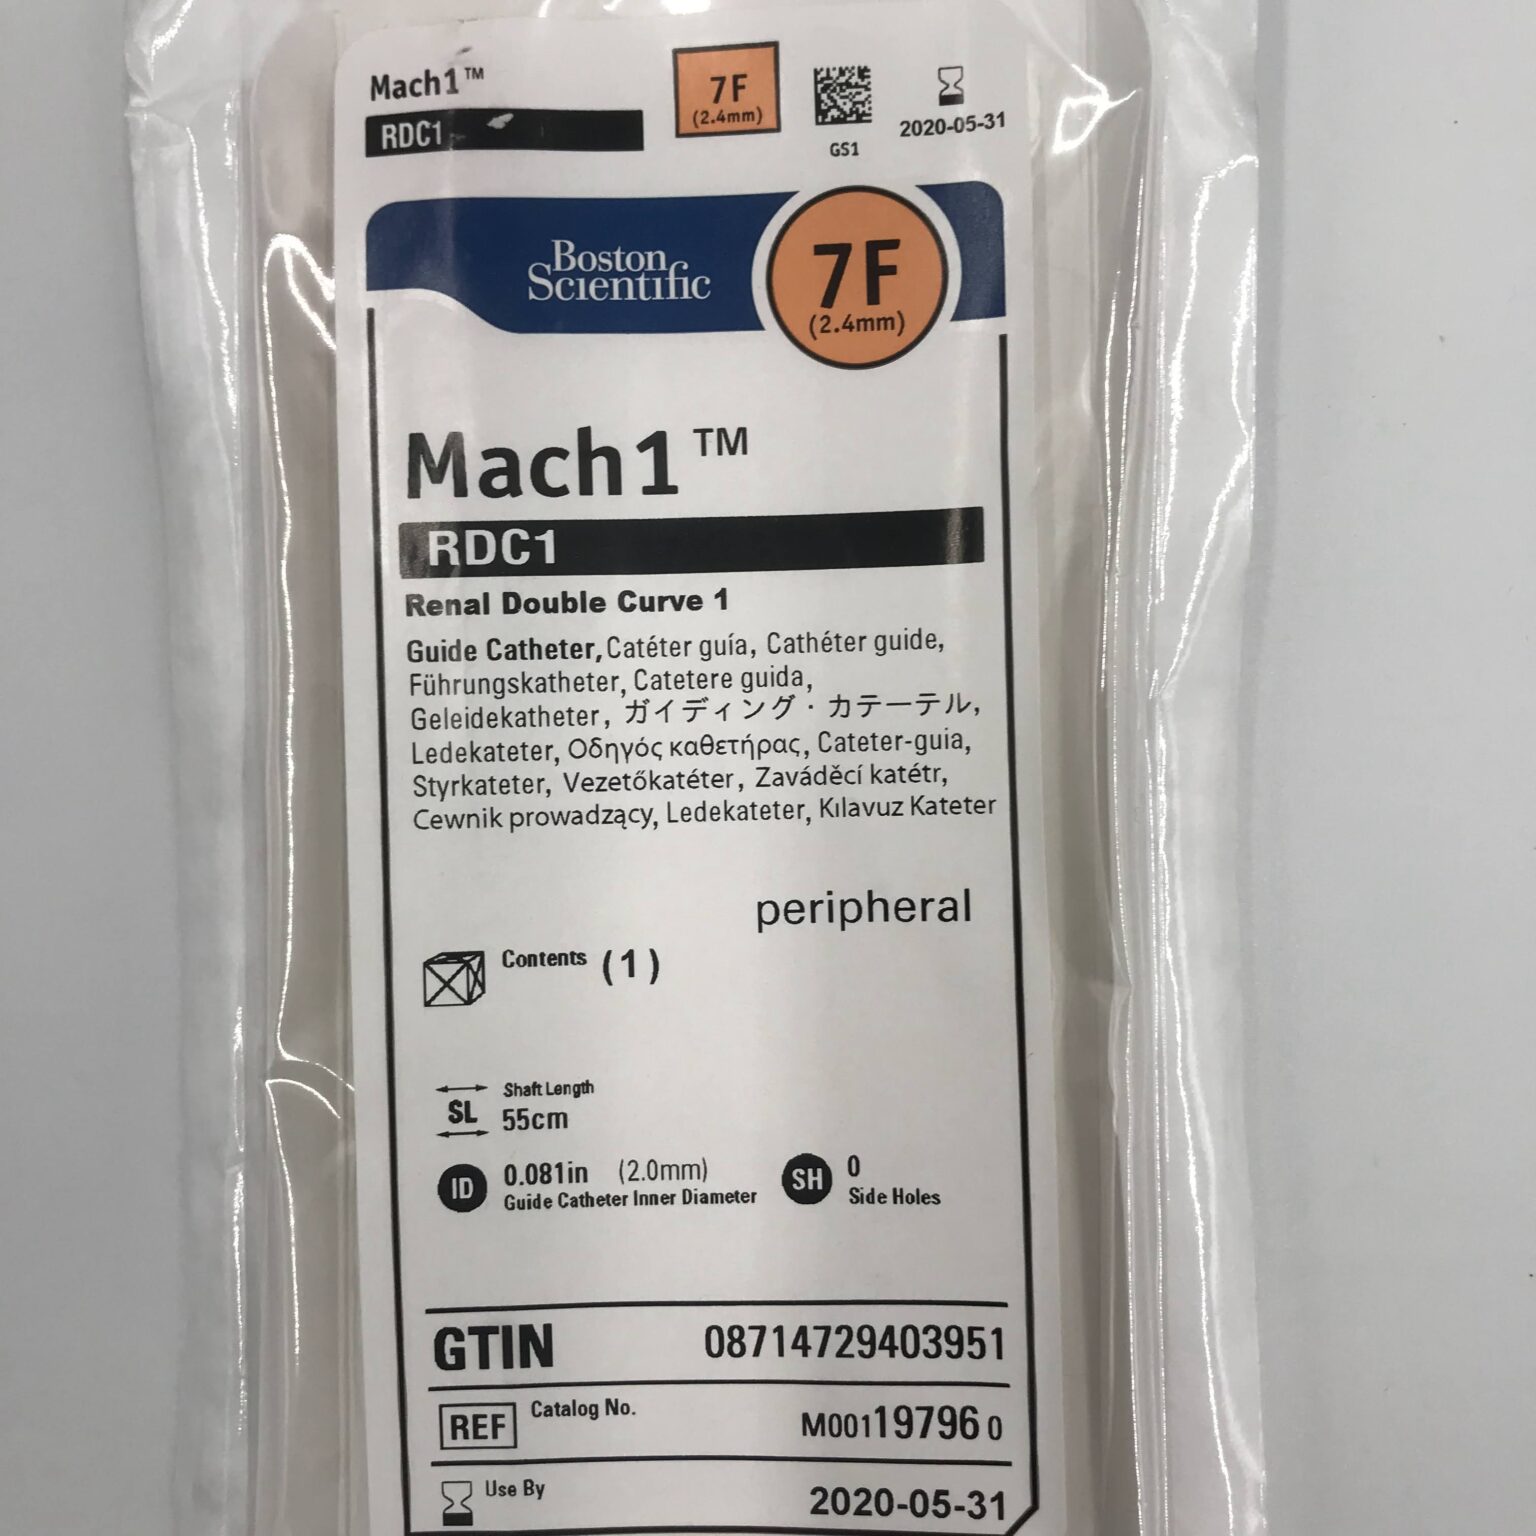 Mach1™
RDC1
7F
(2.4mm)
GS1
2020-05-31
Boston
Scientific
7F
(2.4mm)
Mach1™
RDC1
Renal Double Curve 1
Guide Catheter, Catéter guía, Cathéter guide,
Führungskatheter, Catetere guida,
Geleidekatheter, ガイディング・カテーテル,
Ledekateter, Οδηγός καθετήρας, Cateter-guia,
Styrkateter, Vezetőkatéter, Zaváděcí katétr,
Cewnik prowadzący, Ledekateter, Kılavuz Kateter
peripheral
Contents (1)
Shaft Length
SL 55cm
ID 0.081in (2.0mm)
Guide Catheter Inner Diameter
SH 0
Side Holes
GTIN 08714729403951
REF Catalog No. M00119796 0
Use By 2020-05-31